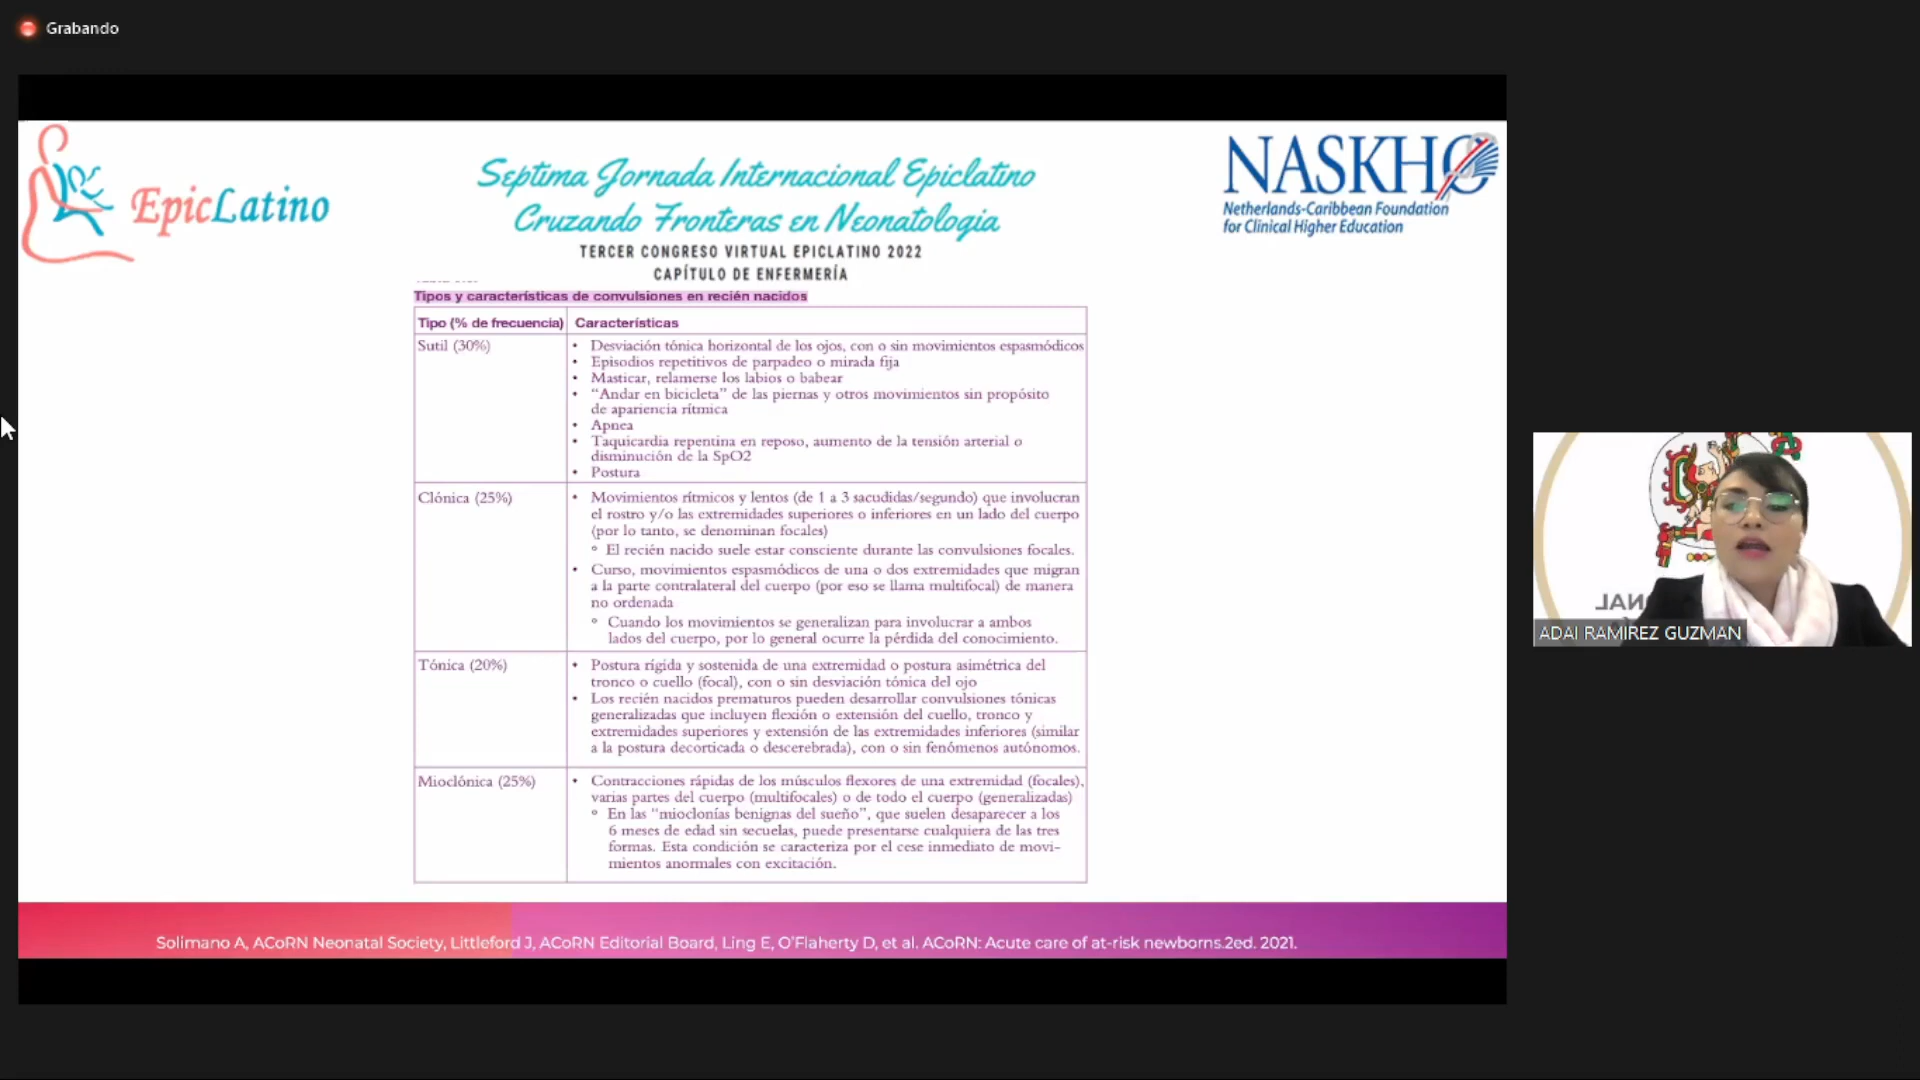 Grabando
EpicLatino
Septima Jornada Internacional Epiclatino
Cruzando Fronteras en Neonatologia
TERCER CONGRESO VIRTUAL EPICLATINO 2022
CAPÍTULO DE ENFERMERÍA
NASKHO
Netherlands-Caribbean Foundation
for Clinical Higher Education
Tipos y características de convulsiones en recién nacidos
Tipo (% de frecuencia) Características
Sutil (30%)
• Desviación tónica horizontal de los ojos, con o sin movimientos espasmódicos
• Episodios repetitivos de parpadeo o mirada fija
• Masticar, relamerse los labios o babear
• “Andar en bicicleta” de las piernas y otros movimientos sin propósito
de apariencia rítmica
• Apnea
• Taquicardia repentina en reposo, aumento de la tensión arterial o
disminución de la SpO2
• Postura
Clónica (25%)
• Movimientos rítmicos y lentos (de 1 a 3 sacudidas/segundo) que involucran
el rostro y/o las extremidades superiores o inferiores en un lado del cuerpo
(por lo tanto, se denominan focales)
° El recién nacido suele estar consciente durante las convulsiones focales.
• Curso, movimientos espasmódicos de una o dos extremidades que migran
a la parte contralateral del cuerpo (por eso se llama multifocal) de manera
no ordenada
° Cuando los movimientos se generalizan para involucrar a ambos
lados del cuerpo, por lo general ocurre la pérdida del conocimiento.
Tónica (20%)
• Postura rígida y sostenida de una extremidad o postura asimétrica del
tronco o cuello (focal), con o sin desviación tónica del ojo
• Los recién nacidos prematuros pueden desarrollar convulsiones tónicas
generalizadas que incluyen flexión o extensión del cuello, tronco y
extremidades superiores y extensión de las extremidades inferiores (similar
a la postura decorticada o descerebrada), con o sin fenómenos autónomos.
Mioclónica (25%)
• Contracciones rápidas de los músculos flexores de una extremidad (focales),
varias partes del cuerpo (multifocales) o de todo el cuerpo (generalizadas)
° En las “mioclonías benignas del sueño”, que suelen desaparecer a los
6 meses de edad sin secuelas, puede presentarse cualquiera de las tres
formas. Esta condición se caracteriza por el cese inmediato de movi-
mientos anormales con excitación.
Solimano A, ACoRN Neonatal Society, Littleford J, ACoRN Editorial Board, Ling E, O’Flaherty D, et al. ACoRN: Acute care of at-risk newborns.2ed. 2021.
ADAI RAMIREZ GUZMAN